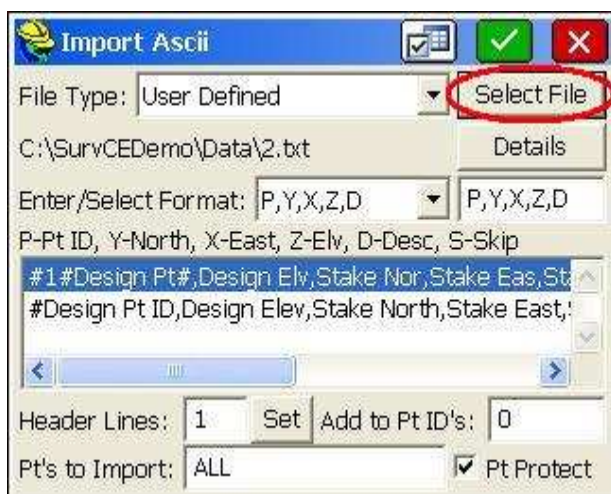 Import Ascii
File Type: User Defined Select File
C:\SurvCEDemo\Data\2.txt Details
Enter/Select Format: P,Y,X,Z,D P,Y,X,Z,D
P-Pt ID, Y-North, X-East, Z-Elv, D-Desc, S-Skip
#1#Design Pt#,Design Elv,Stake Nor,Stake Eas,Sta
#Design Pt ID,Design Elev,Stake North,Stake East,
Header Lines: 1 Set Add to Pt ID's: 0
Pt's to Import: ALL Pt Protect